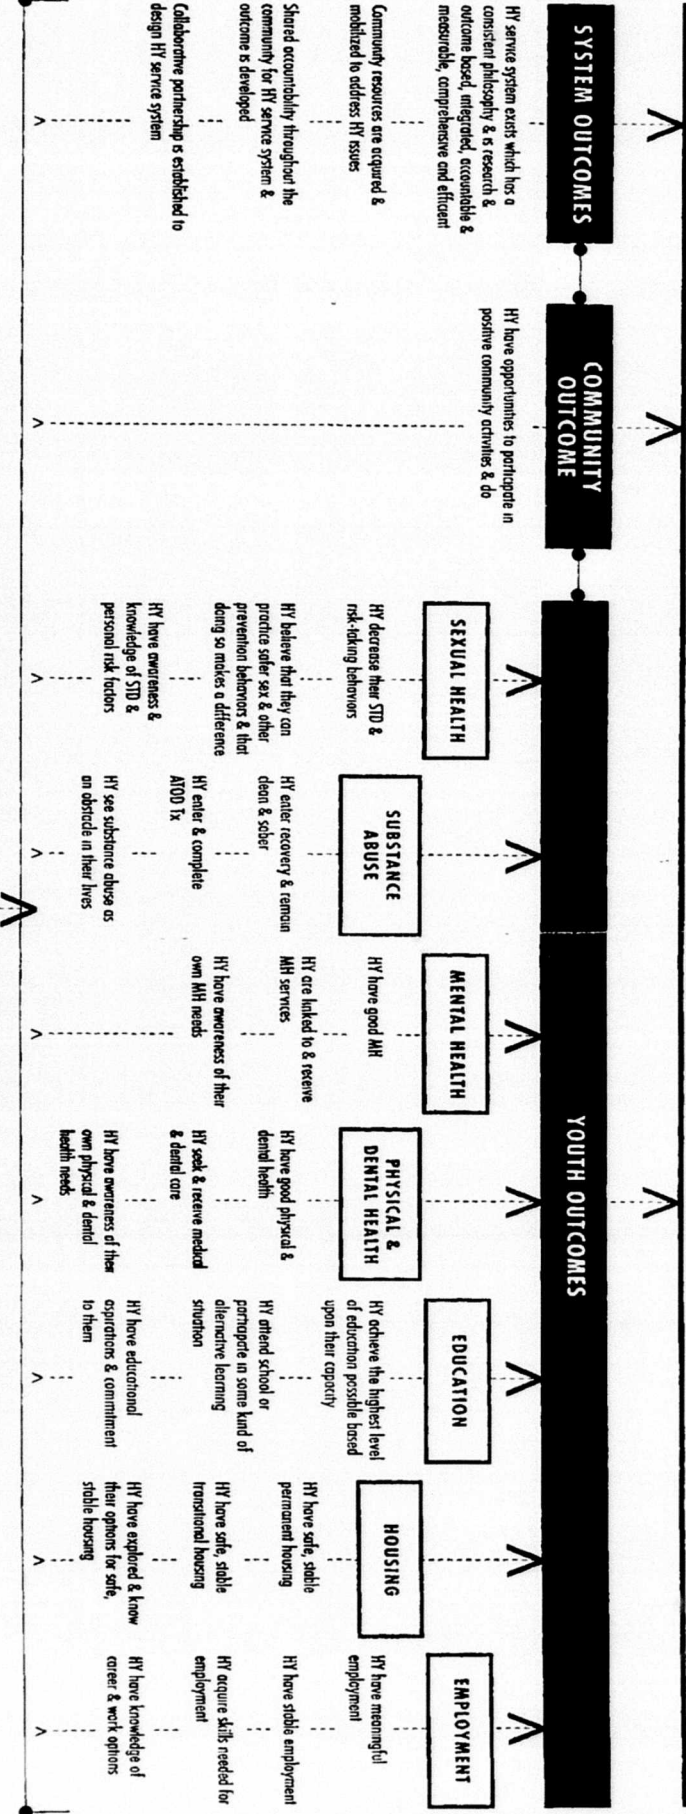 SYSTEM OUTCOMES
HY service system exists which has a
consistent philosophy & is research &
outcome based, integrated, accountable &
measurable, comprehensive and efficient
Community resources are acquired &
mobilized to address HY issues
Shared accountability throughout the
community for HY service system &
outcome is developed
Collaborative partnership is established to
design HY service system
COMMUNITY
OUTCOME
HY have opportunities to participate in
positive community activities & do
YOUTH OUTCOMES
SEXUAL HEALTH
HY decrease their STD &
risk-taking behaviors
HY believe that they can
practice safer sex & other
prevention behaviors & that
doing so makes a difference
HY have awareness &
knowledge of STD &
personal risk factors
SUBSTANCE
ABUSE
HY enter recovery & remain
clean & sober
HY enter & complete
ATOD Tx
HY see substance abuse as
an obstacle in their lives
MENTAL HEALTH
HY have good MH
HY are linked to & receive
MH services
HY have awareness of their
own MH needs
PHYSICAL &
DENTAL HEALTH
HY have good physical &
dental health
HY seek & receive medical
& dental care
HY have awareness of their
own physical & dental
health needs
EDUCATION
HY achieve the highest level
of education possible based
upon their capacity
HY attend school or
participate in some kind of
alternative learning
situation
HY have educational
aspirations & commitment
to them
HOUSING
HY have safe, stable
permanent housing
HY have safe, stable
transitional housing
HY have explored & know
their options for safe,
stable housing
EMPLOYMENT
HY have meaningful
employment
HY have stable employment
HY acquire skills needed for
employment
HY have knowledge of
career & work options